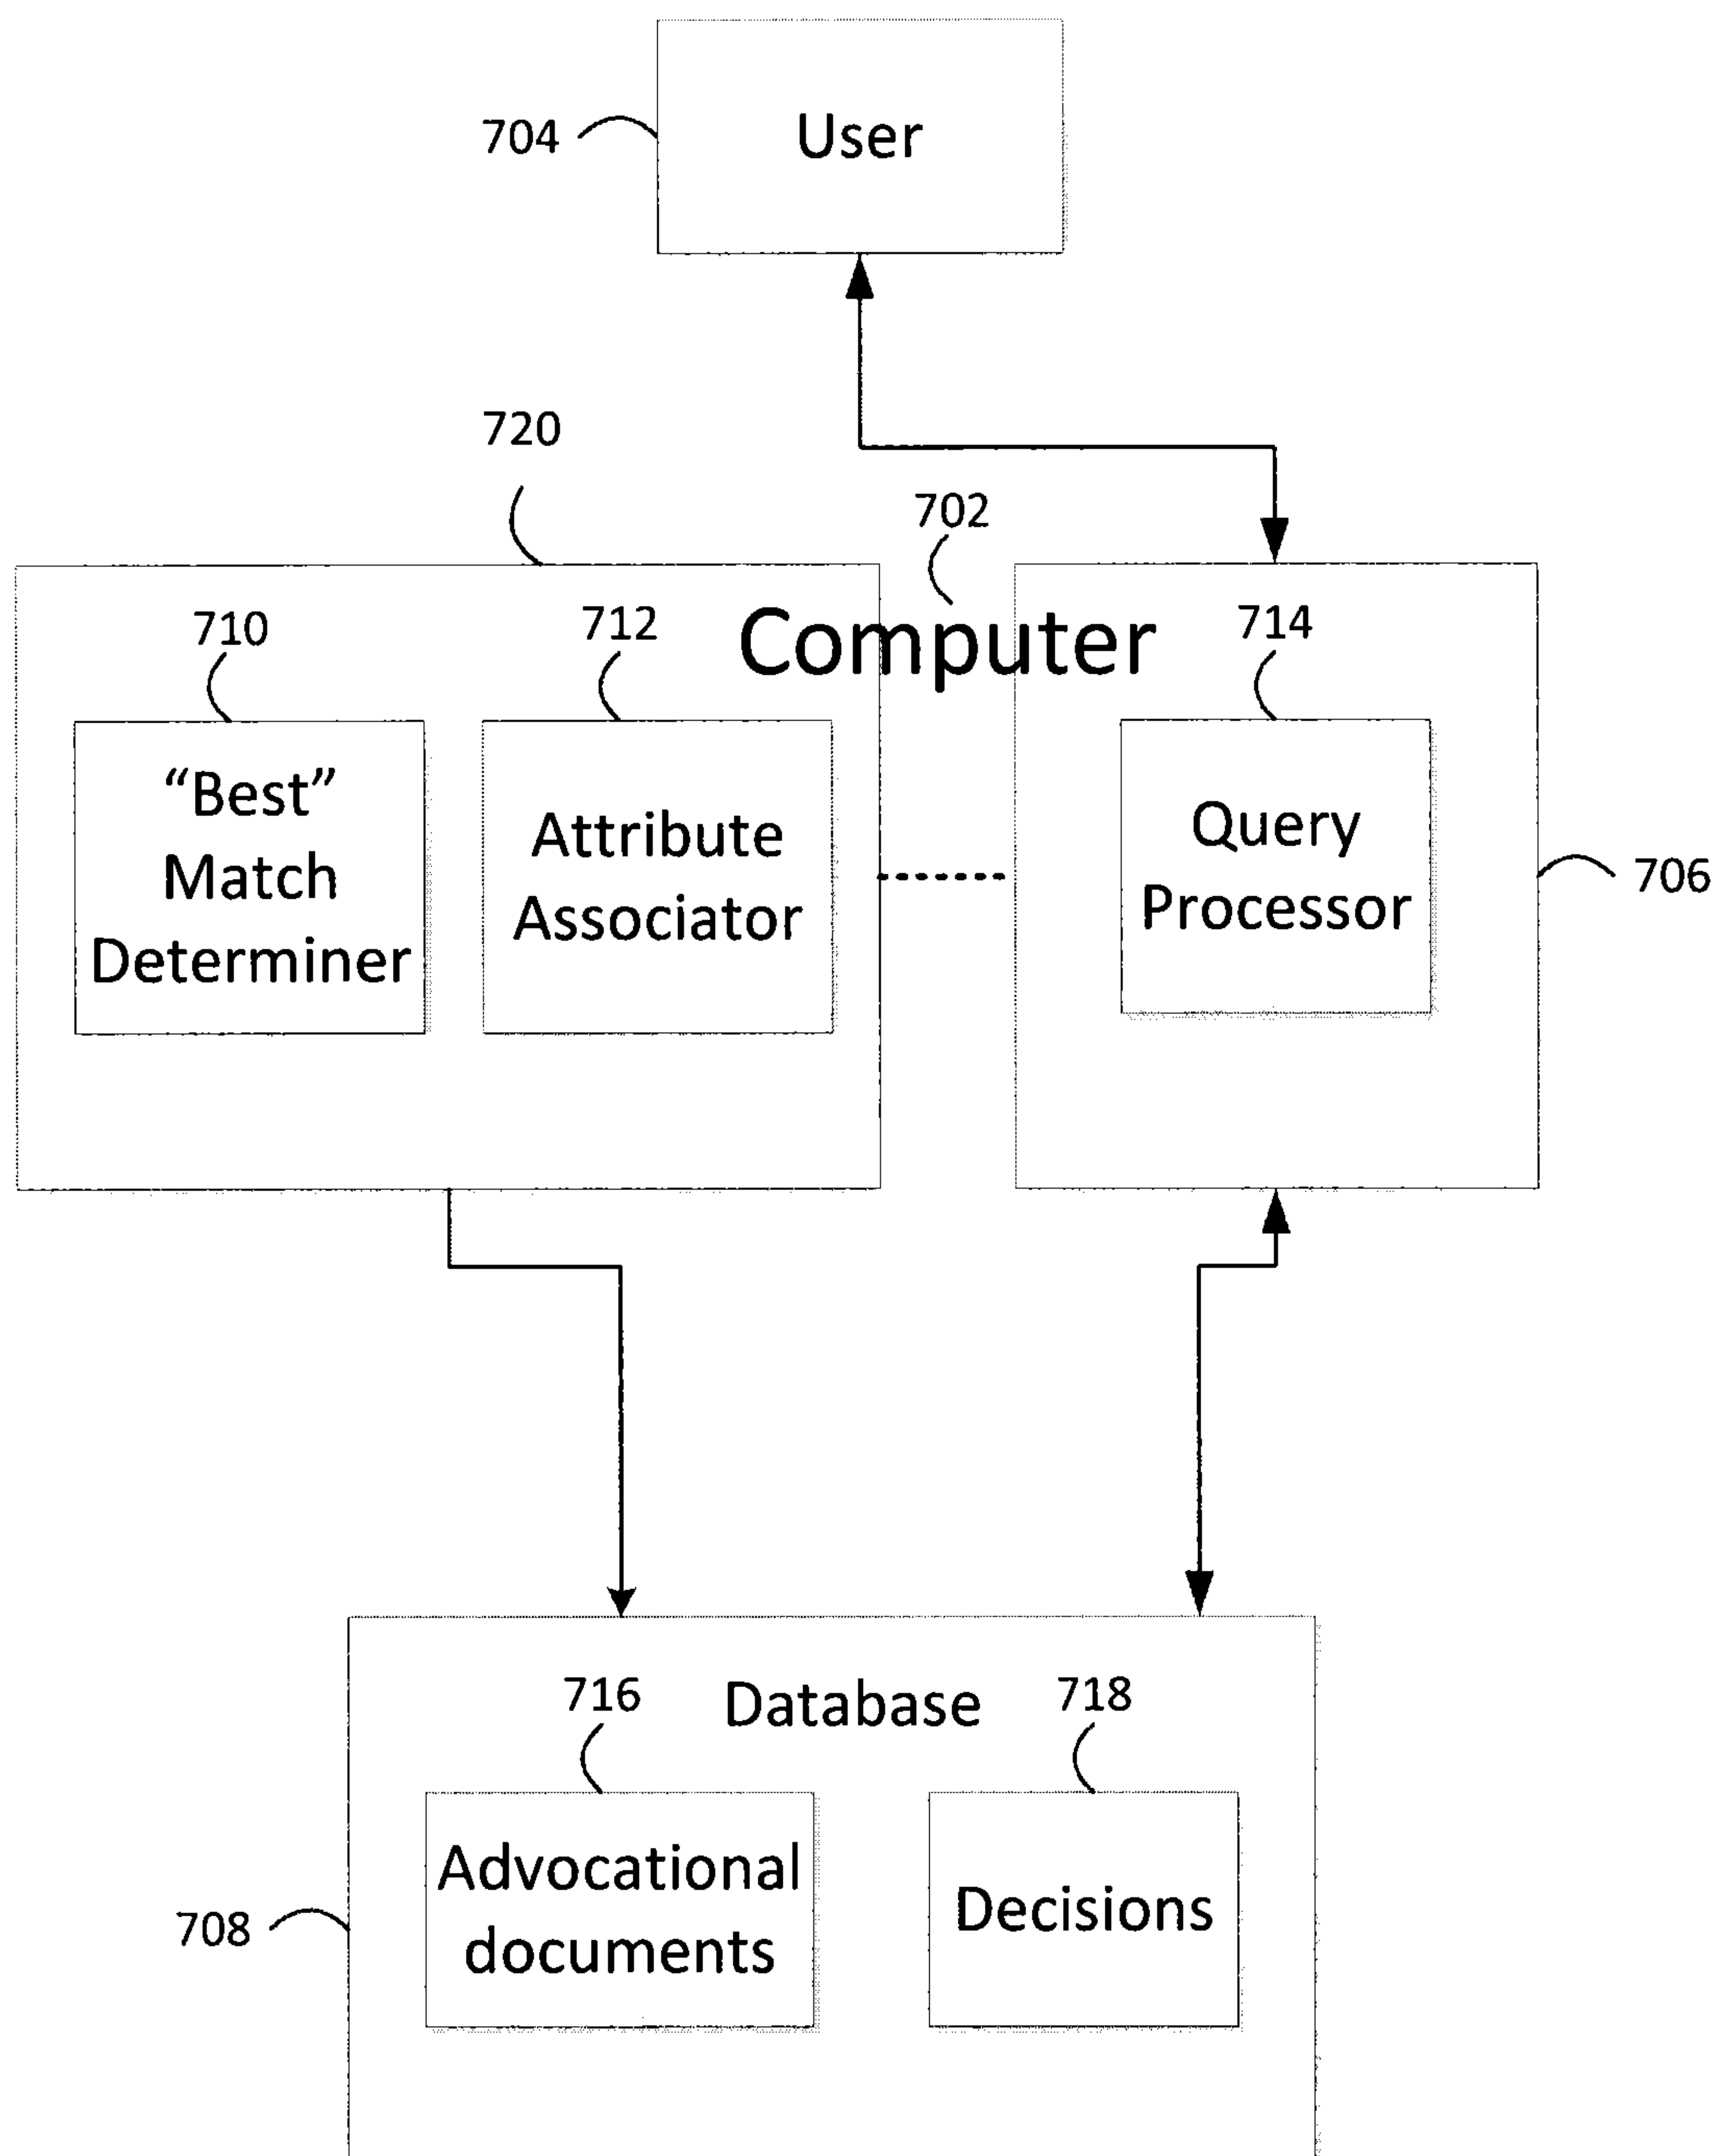 704
User
720
702
Computer
710
712
714
“Best”
Match
Determiner
Attribute
Associator
Query
Processor
706
716
Database
718
Advocational
documents
Decisions
708